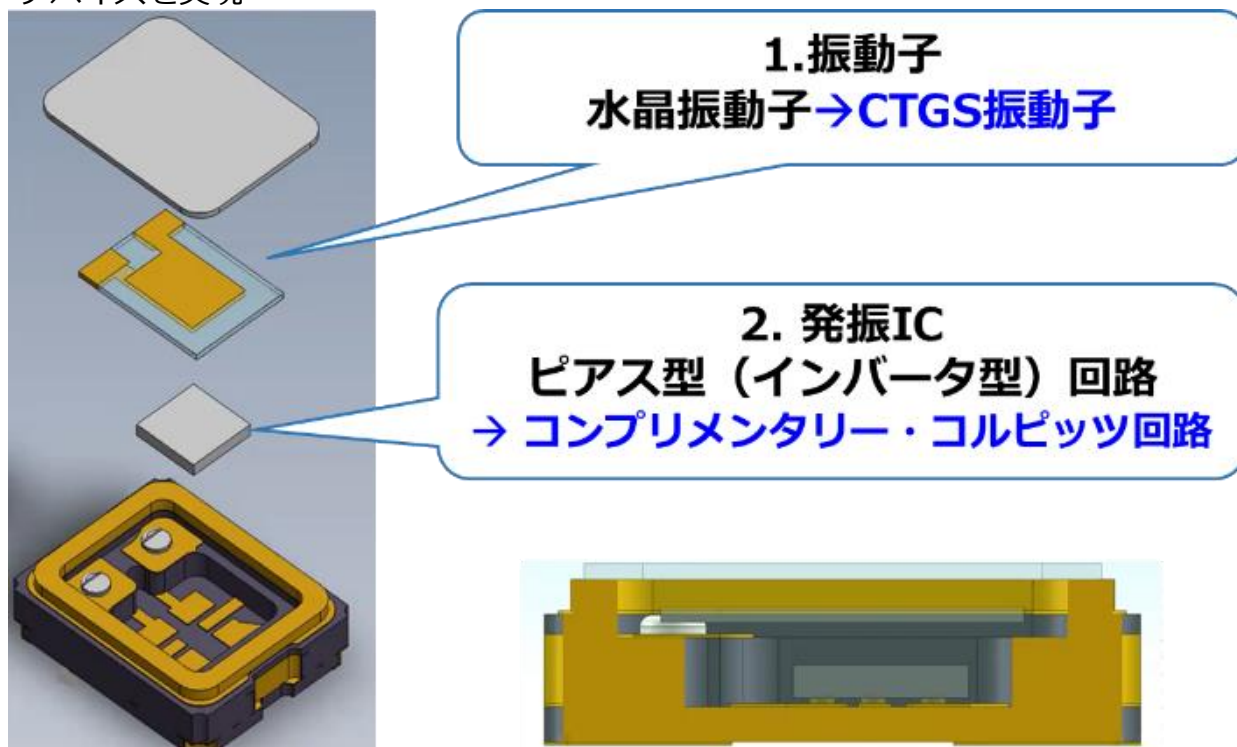 1.振動子
水晶振動子→CTGS振動子
2. 発振IC
ピアス型（インバータ型）回路
→ コンプリメンタリー・コルピッツ回路